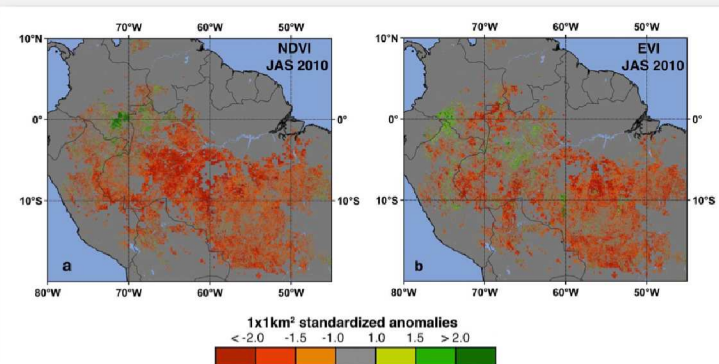 70°W 60°W 50°W
10°N
NDVI
JAS 2010
0° 0°
10°S 10°S
a
80°W 70°W 60°W 50°W
70°W 60°W 50°W
10°N
EVI
JAS 2010
0° 0°
10°S 10°S
b
80°W 70°W 60°W 50°W
1x1km² standardized anomalies
< -2.0 -1.5 -1.0 1.0 1.5 > 2.0